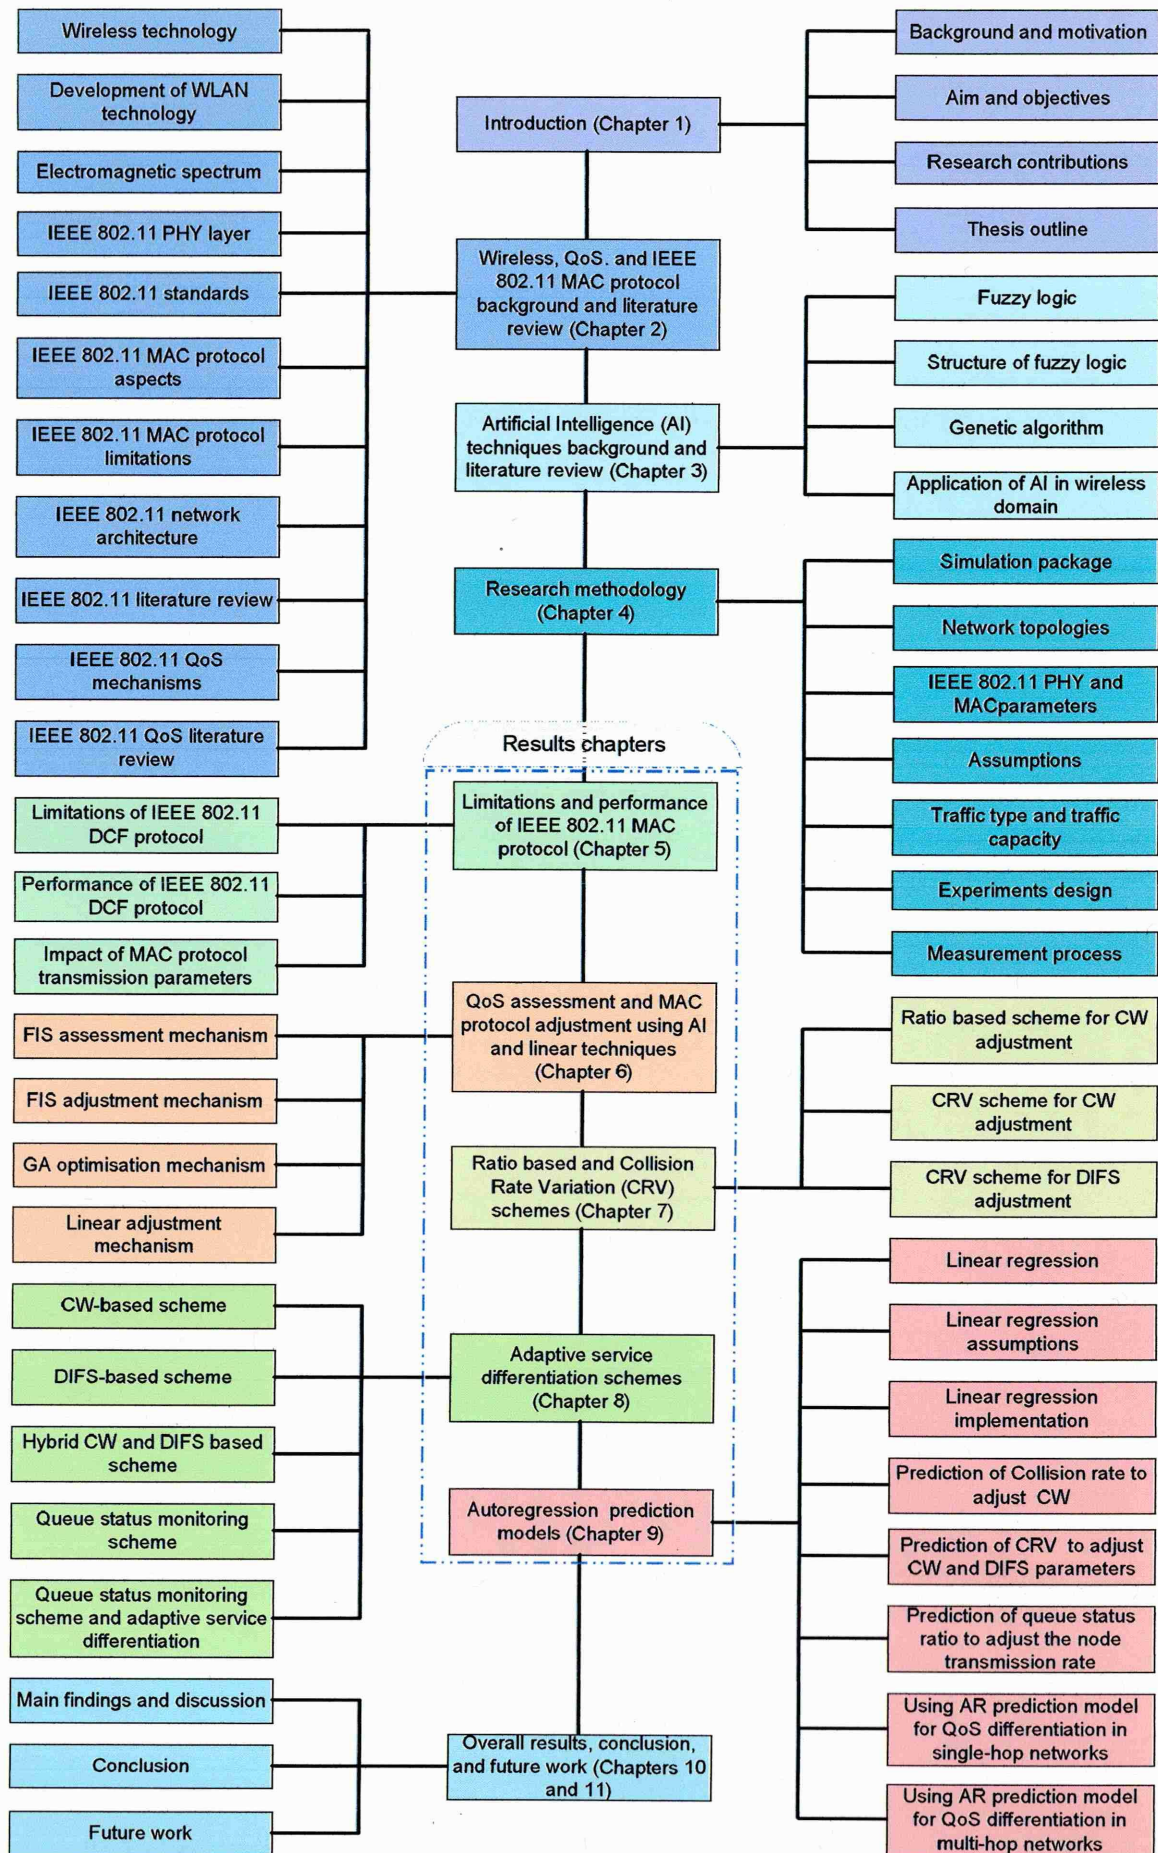 Wireless technology
Development of WLAN
technology
Electromagnetic spectrum
IEEE 802.11 PHY layer
IEEE 802.11 standards
IEEE 802.11 MAC protocol
aspects
IEEE 802.11 MAC protocol
limitations
IEEE 802.11 network
architecture
IEEE 802.11 literature review
IEEE 802.11 QoS
mechanisms
IEEE 802.11 QoS literature
review
Limitations of IEEE 802.11
DCF protocol
Performance of IEEE 802.11
DCF protocol
Impact of MAC protocol
transmission parameters
FIS assessment mechanism
FIS adjustment mechanism
GA optimisation mechanism
Linear adjustment
mechanism
CW-based scheme
DIFS-based scheme
Hybrid CW and DIFS based
scheme
Queue status monitoring
scheme
Queue status monitoring
scheme and adaptive service
differentiation
Main findings and discussion
Conclusion
Future work
Introduction (Chapter 1)
Wireless, QoS. and IEEE
802.11 MAC protocol
background and literature
review (Chapter 2)
Artificial Intelligence (AI)
techniques background and
literature review (Chapter 3)
Research methodology
(Chapter 4)
Results chapters
Limitations and performance
of IEEE 802.11 MAC
protocol (Chapter 5)
QoS assessment and MAC
protocol adjustment using AI
and linear techniques
(Chapter 6)
Ratio based and Collision
Rate Variation (CRV)
schemes (Chapter 7)
Adaptive service
differentiation schemes
(Chapter 8)
Autoregression prediction
models (Chapter 9)
Overall results, conclusion,
and future work (Chapters 10
and 11)
Background and motivation
Aim and objectives
Research contributions
Thesis outline
Fuzzy logic
Structure of fuzzy logic
Genetic algorithm
Application of AI in wireless
domain
Simulation package
Network topologies
IEEE 802.11 PHY and
MACparameters
Assumptions
Traffic type and traffic
capacity
Experiments design
Measurement process
Ratio based scheme for CW
adjustment
CRV scheme for CW
adjustment
CRV scheme for DIFS
adjustment
Linear regression
Linear regression
assumptions
Linear regression
implementation
Prediction of Collision rate to
adjust CW
Prediction of CRV to adjust
CW and DIFS parameters
Prediction of queue status
ratio to adjust the node
transmission rate
Using AR prediction model
for QoS differentiation in
single-hop networks
Using AR prediction model
for QoS differentiation in
multi-hop networks